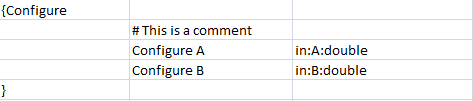 {Configure
# This is a comment
Configure A in:A:double
Configure B in:B:double
}